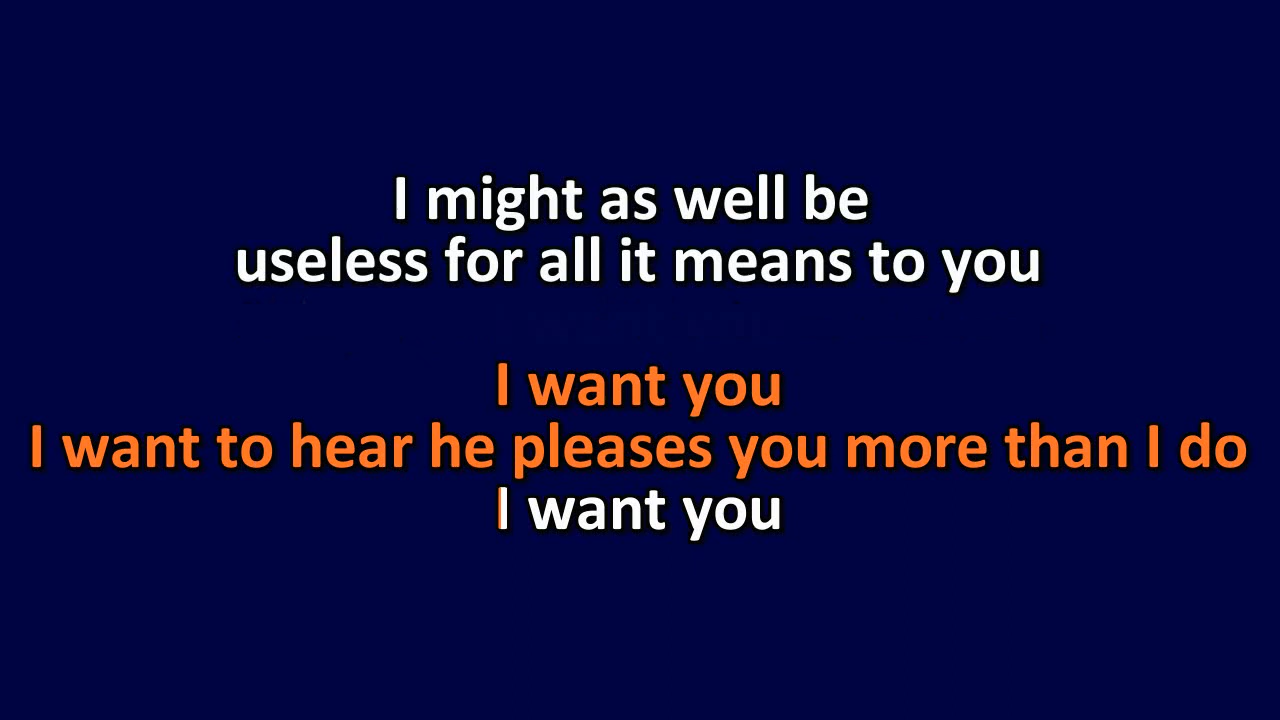 I might as well be
useless for all it means to you
I want you
I want to hear he pleases you more than I do
I want you